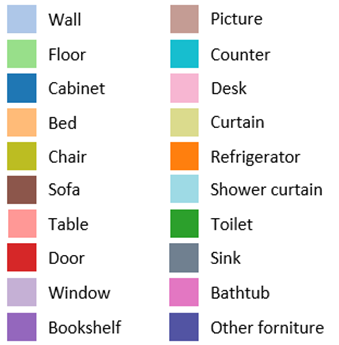 Wall
Floor
Cabinet
Bed
Chair
Sofa
Table
Door
Window
Bookshelf
Picture
Counter
Desk
Curtain
Refrigerator
Shower curtain
Toilet
Sink
Bathtub
Other forniture